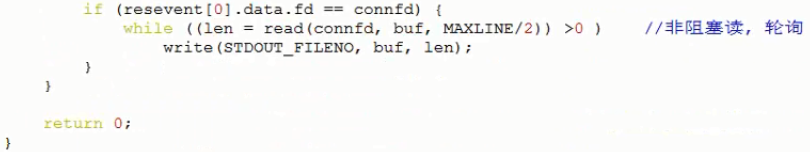 if (resevent[0].data.fd == connfd) {
while ((len = read(connfd, buf, MAXLINE/2)) >0 )    //非阻塞读, 轮询
write(STDOUT_FILENO, buf, len);
}
}
return 0;
}